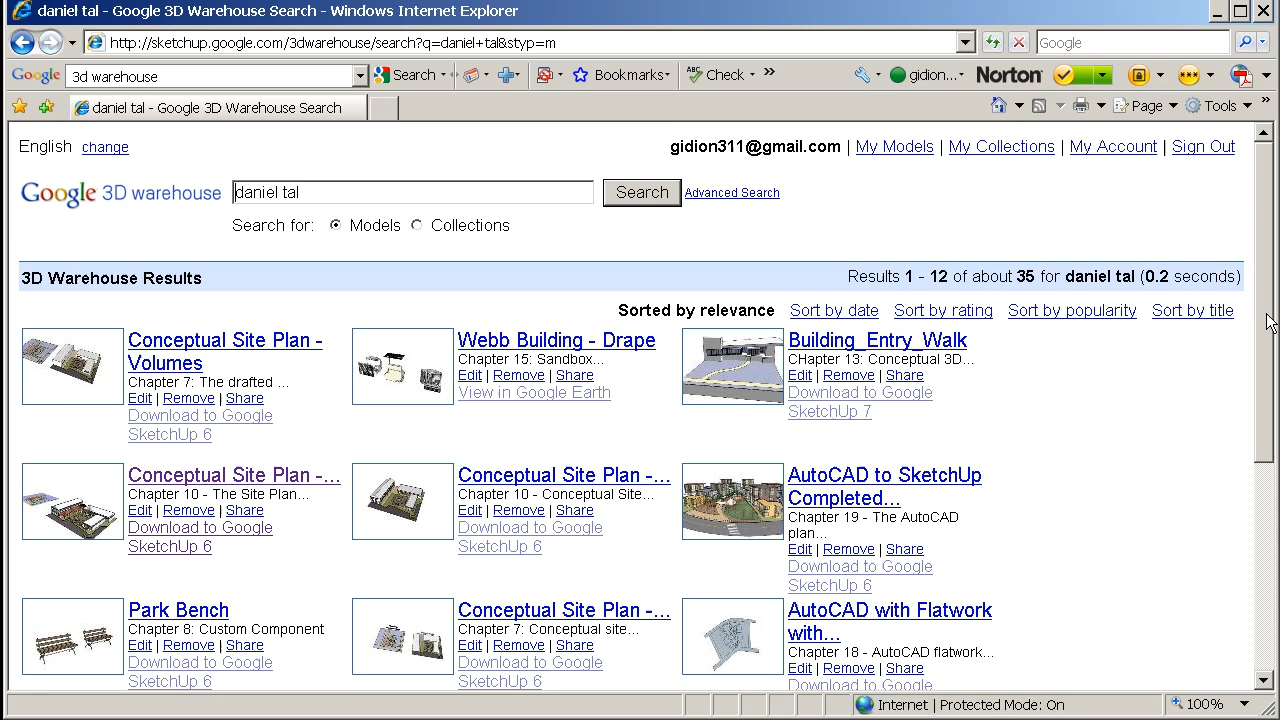 daniel tal - Google 3D Warehouse Search - Windows Internet Explorer
http://sketchup.google.com/3dwarehouse/search?q=daniel+tal&styp=m
Google
Google 3d warehouse Search Bookmarks Check gidion... Norton
daniel tal - Google 3D Warehouse Search
Page Tools
English change
gidion311@gmail.com | My Models | My Collections | My Account | Sign Out
Google 3D warehouse daniel tal Search Advanced Search
Search for: Models Collections
3D Warehouse Results
Results 1 - 12 of about 35 for daniel tal (0.2 seconds)
Sorted by relevance Sort by date Sort by rating Sort by popularity Sort by title
Conceptual Site Plan -
Volumes
Chapter 7: The drafted ...
Edit | Remove | Share
Download to Google
SketchUp 6
Webb Building - Drape
Chapter 15: Sandbox...
Edit | Remove | Share
View in Google Earth
Building_Entry_Walk
CHapter 13: Conceptual 3D...
Edit | Remove | Share
Download to Google
SketchUp 7
Conceptual Site Plan -...
Chapter 10 - The Site Plan...
Edit | Remove | Share
Download to Google
SketchUp 6
Conceptual Site Plan -...
Chapter 10 - Conceptual Site...
Edit | Remove | Share
Download to Google
SketchUp 6
AutoCAD to SketchUp
Completed...
Chapter 19 - The AutoCAD
plan...
Edit | Remove | Share
Download to Google
SketchUp 6
Park Bench
Chapter 8: Custom Component
Edit | Remove | Share
Download to Google
SketchUp 6
Conceptual Site Plan -...
Chapter 7: Conceptual site...
Edit | Remove | Share
Download to Google
SketchUp 6
AutoCAD with Flatwork
with...
Chapter 18 - AutoCAD flatwork...
Edit | Remove | Share
Download to Google
Internet | Protected Mode: On
100%